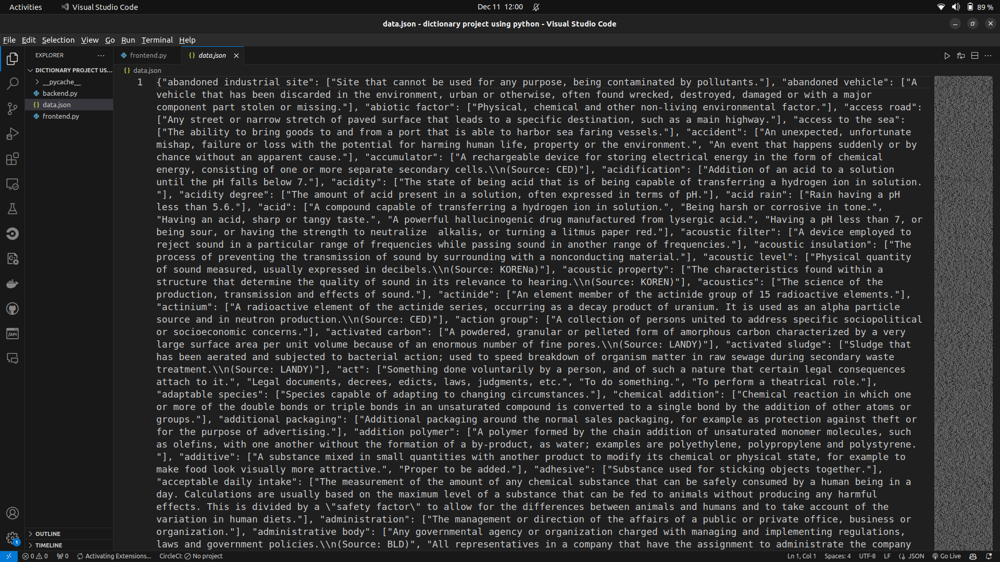 Activities
Visual Studio Code
Dec 11 12:00
89 %
data.json - dictionary project using python - Visual Studio Code
File Edit Selection View Go Run Terminal Help
EXPLORER
DICTIONARY PROJECT US...
__pycache__
backend.py
data.json
frontend.py
OUTLINE
TIMELINE
frontend.py
{} data.json
{} data.json
1
{"abandoned industrial site": ["Site that cannot be used for any purpose, being contaminated by pollutants."], "abandoned vehicle": ["A
vehicle that has been discarded in the environment, urban or otherwise, often found wrecked, destroyed, damaged or with a major
component part stolen or missing."], "abiotic factor": ["Physical, chemical and other non-living environmental factor."], "access road":
["Any street or narrow stretch of paved surface that leads to a specific destination, such as a main highway."], "access to the sea":
["The ability to bring goods to and from a port that is able to harbor sea faring vessels."], "accident": ["An unexpected, unfortunate
mishap, failure or loss with the potential for harming human life, property or the environment.", "An event that happens suddenly or by
chance without an apparent cause."], "accumulator": ["A rechargeable device for storing electrical energy in the form of chemical
energy, consisting of one or more separate secondary cells.\\n(Source: CED)"], "acidification": ["Addition of an acid to a solution
until the pH falls below 7."], "acidity": ["The state of being acid that is of being capable of transferring a hydrogen ion in solution.
"], "acidity degree": ["The amount of acid present in a solution, often expressed in terms of pH."], "acid rain": ["Rain having a pH
less than 5.6."], "acid": ["A compound capable of transferring a hydrogen ion in solution.", "Being harsh or corrosive in tone.",
"Having an acid, sharp or tangy taste.", "A powerful hallucinogenic drug manufactured from lysergic acid.", "Having a pH less than 7, or
being sour, or having the strength to neutralize  alkalis, or turning a litmus paper red."], "acoustic filter": ["A device employed to
reject sound in a particular range of frequencies while passing sound in another range of frequencies."], "acoustic insulation": ["The
process of preventing the transmission of sound by surrounding with a nonconducting material."], "acoustic level": ["Physical quantity
of sound measured, usually expressed in decibels.\\n(Source: KORENa)"], "acoustic property": ["The characteristics found within a
structure that determine the quality of sound in its relevance to hearing.\\n(Source: KOREN)"], "acoustics": ["The science of the
production, transmission and effects of sound."], "actinide": ["An element member of the actinide group of 15 radioactive elements."],
"actinium": ["A radioactive element of the actinide series, occurring as a decay product of uranium. It is used as an alpha particle
source and in neutron production.\\n(Source: CED)"], "action group": ["A collection of persons united to address specific sociopolitical
or socioeconomic concerns."], "activated carbon": ["A powdered, granular or pelleted form of amorphous carbon characterized by a very
large surface area per unit volume because of an enormous number of fine pores.\\n(Source: LANDY)"], "activated sludge": ["Sludge that
has been aerated and subjected to bacterial action; used to speed breakdown of organism matter in raw sewage during secondary waste
treatment.\\n(Source: LANDY)"], "act": ["Something done voluntarily by a person, and of such a nature that certain legal consequences
attach to it.", "Legal documents, decrees, edicts, laws, judgments, etc.", "To do something.", "To perform a theatrical role."],
"adaptable species": ["Species capable of adapting to changing circumstances."], "chemical addition": ["Chemical reaction in which one
or more of the double bonds or triple bonds in an unsaturated compound is converted to a single bond by the addition of other atoms or
groups."], "additional packaging": ["Additional packaging around the normal sales packaging, for example as protection against theft or
for the purpose of advertising."], "addition polymer": ["A polymer formed by the chain addition of unsaturated monomer molecules, such
as olefins, with one another without the formation of a by-product, as water; examples are polyethylene, polypropylene and polystyrene.
"], "additive": ["A substance mixed in small quantities with another product to modify its chemical or physical state, for example to
make food look visually more attractive.", "Proper to be added."], "adhesive": ["Substance used for sticking objects together."],
"acceptable daily intake": ["The measurement of the amount of any chemical substance that can be safely consumed by a human being in a
day. Calculations are usually based on the maximum level of a substance that can be fed to animals without producing any harmful
effects. This is divided by a \"safety factor\" to allow for the differences between animals and humans and to take account of the
variation in human diets."], "administration": ["The management or direction of the affairs of a public or private office, business or
organization."], "administrative body": ["Any governmental agency or organization charged with managing and implementing regulations,
laws and government policies.\\n(Source: BLD)", "All representatives in a company that have the assignment to administrate the company
/API
1
0 0 0 Activating Extensions... CircleCI: No project
Ln 1, Col 1 Spaces: 4 UTF-8 LF {} JSON Go Live